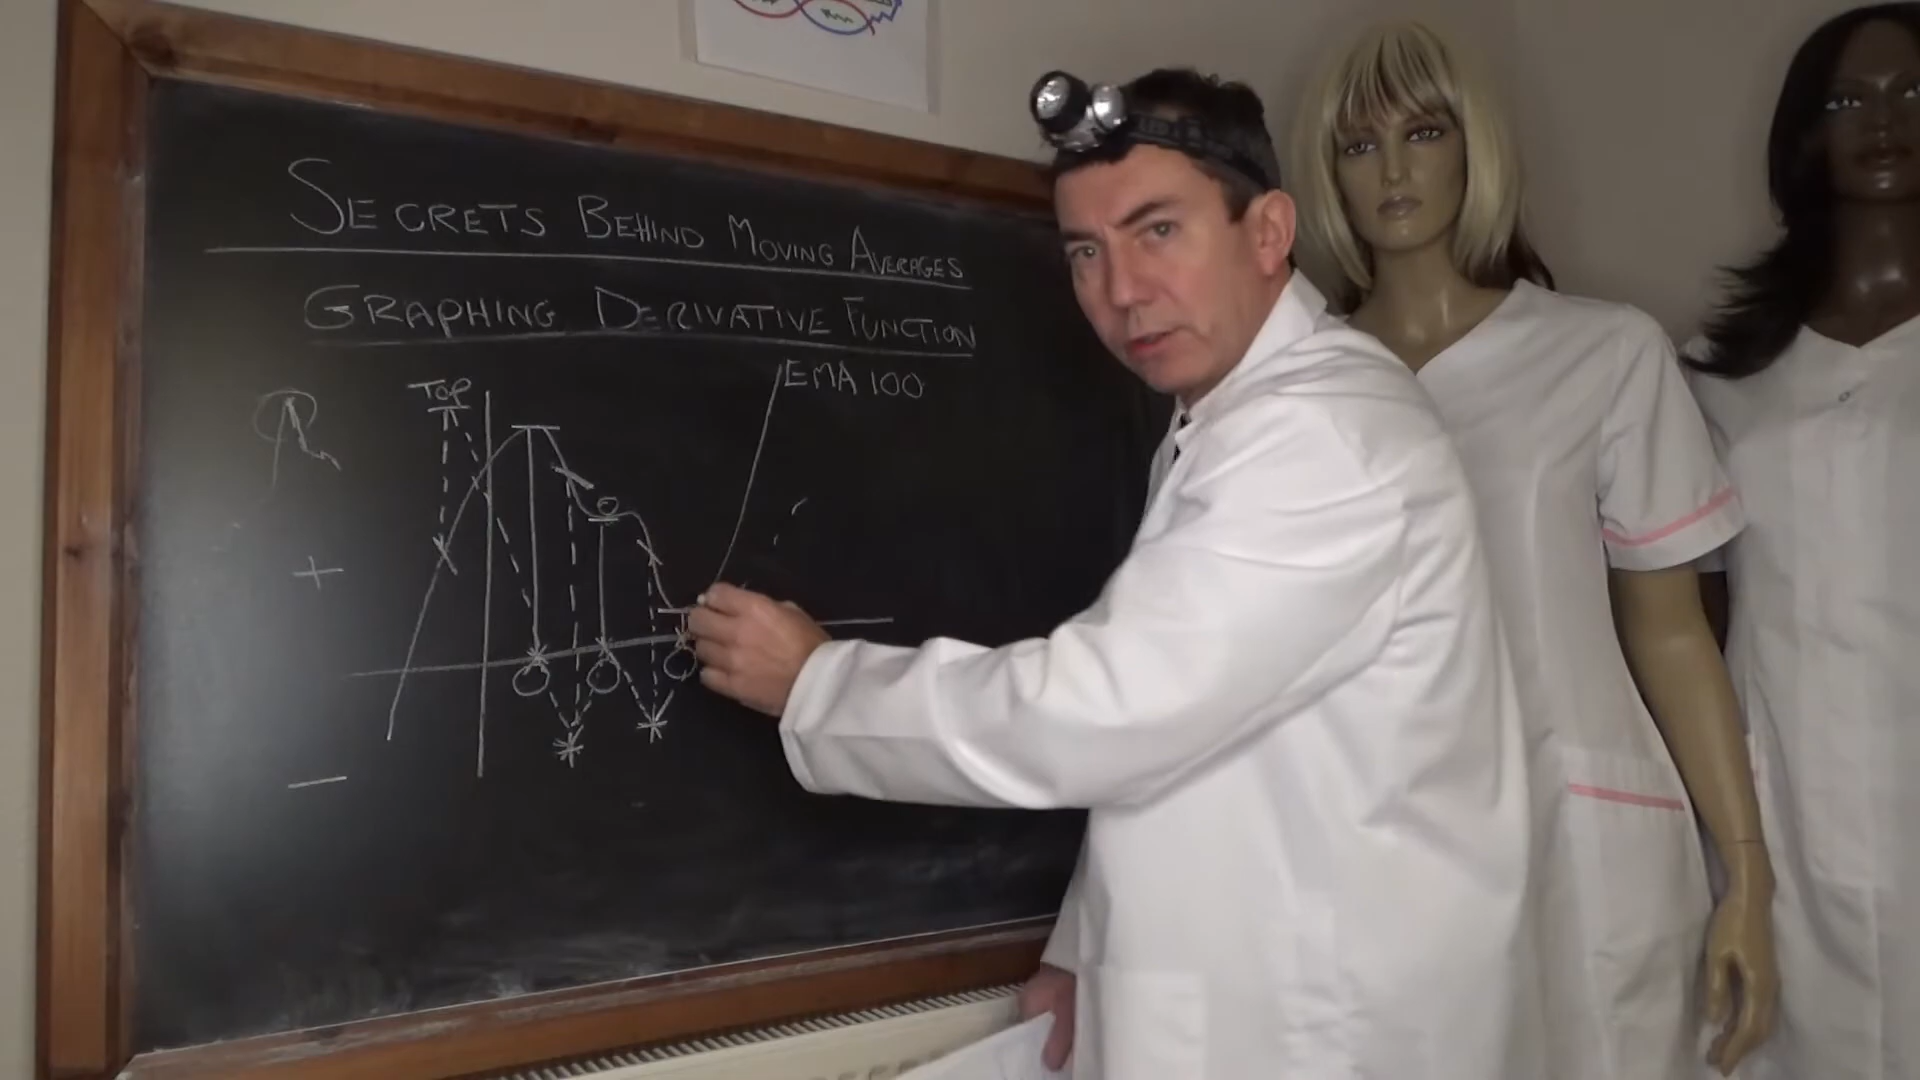 SECRETS BEHIND MOVING AVERAGES
GRAPHING DERIVATIVE FUNCTION
TOP
EMA 100
+
−